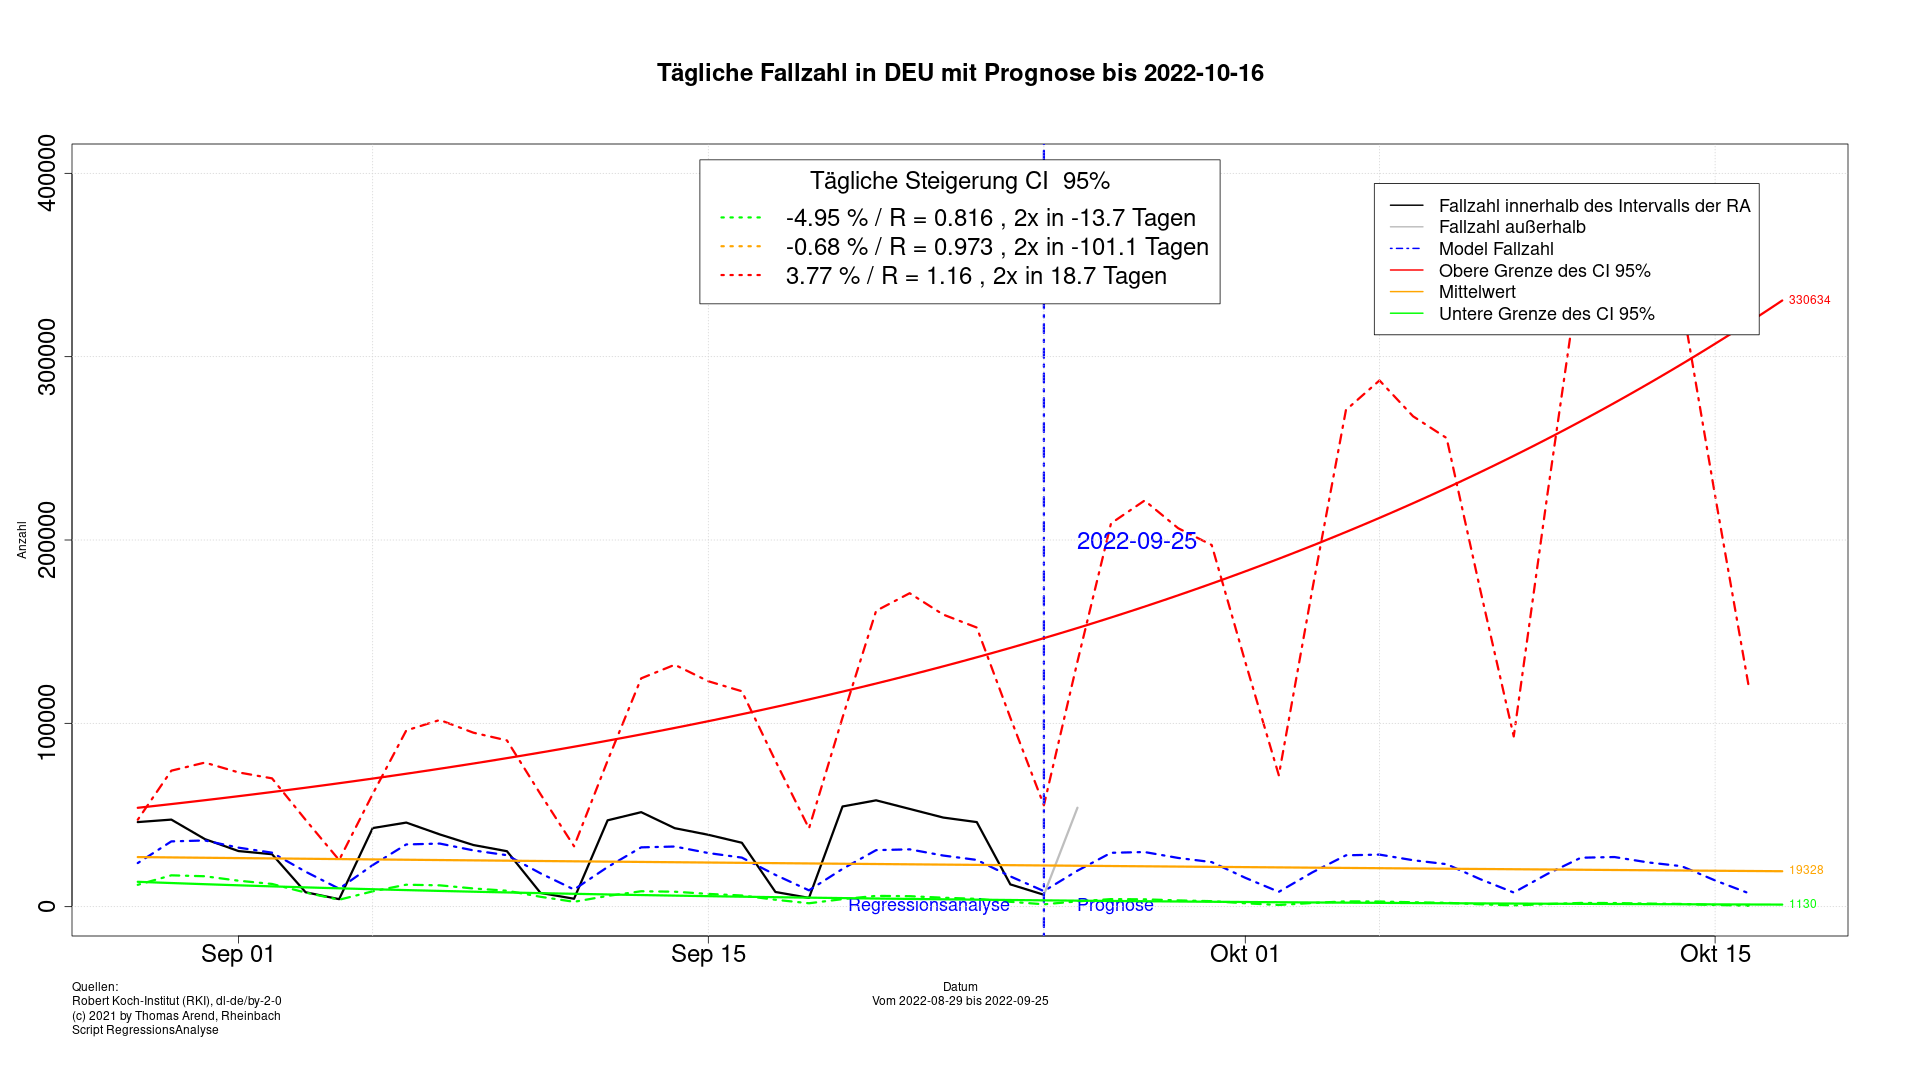 Tägliche Fallzahl in DEU mit Prognose bis 2022-10-16
Tägliche Steigerung CI  95%
-4.95 % / R = 0.816 , 2x in -13.7 Tagen
-0.68 % / R = 0.973 , 2x in -101.1 Tagen
3.77 % / R = 1.16 , 2x in 18.7 Tagen
Fallzahl innerhalb des Intervalls der RA
Fallzahl außerhalb
Model Fallzahl
Obere Grenze des CI 95%
Mittelwert
Untere Grenze des CI 95%
400000
300000
200000
100000
0
Anzahl
330634
2022-09-25
19328
1130
Regressionsanalyse
Prognose
Sep 01
Sep 15
Okt 01
Okt 15
Datum
Vom 2022-08-29 bis 2022-09-25
Quellen:
Robert Koch-Institut (RKI), dl-de/by-2-0
(c) 2021 by Thomas Arend, Rheinbach
Script RegressionsAnalyse